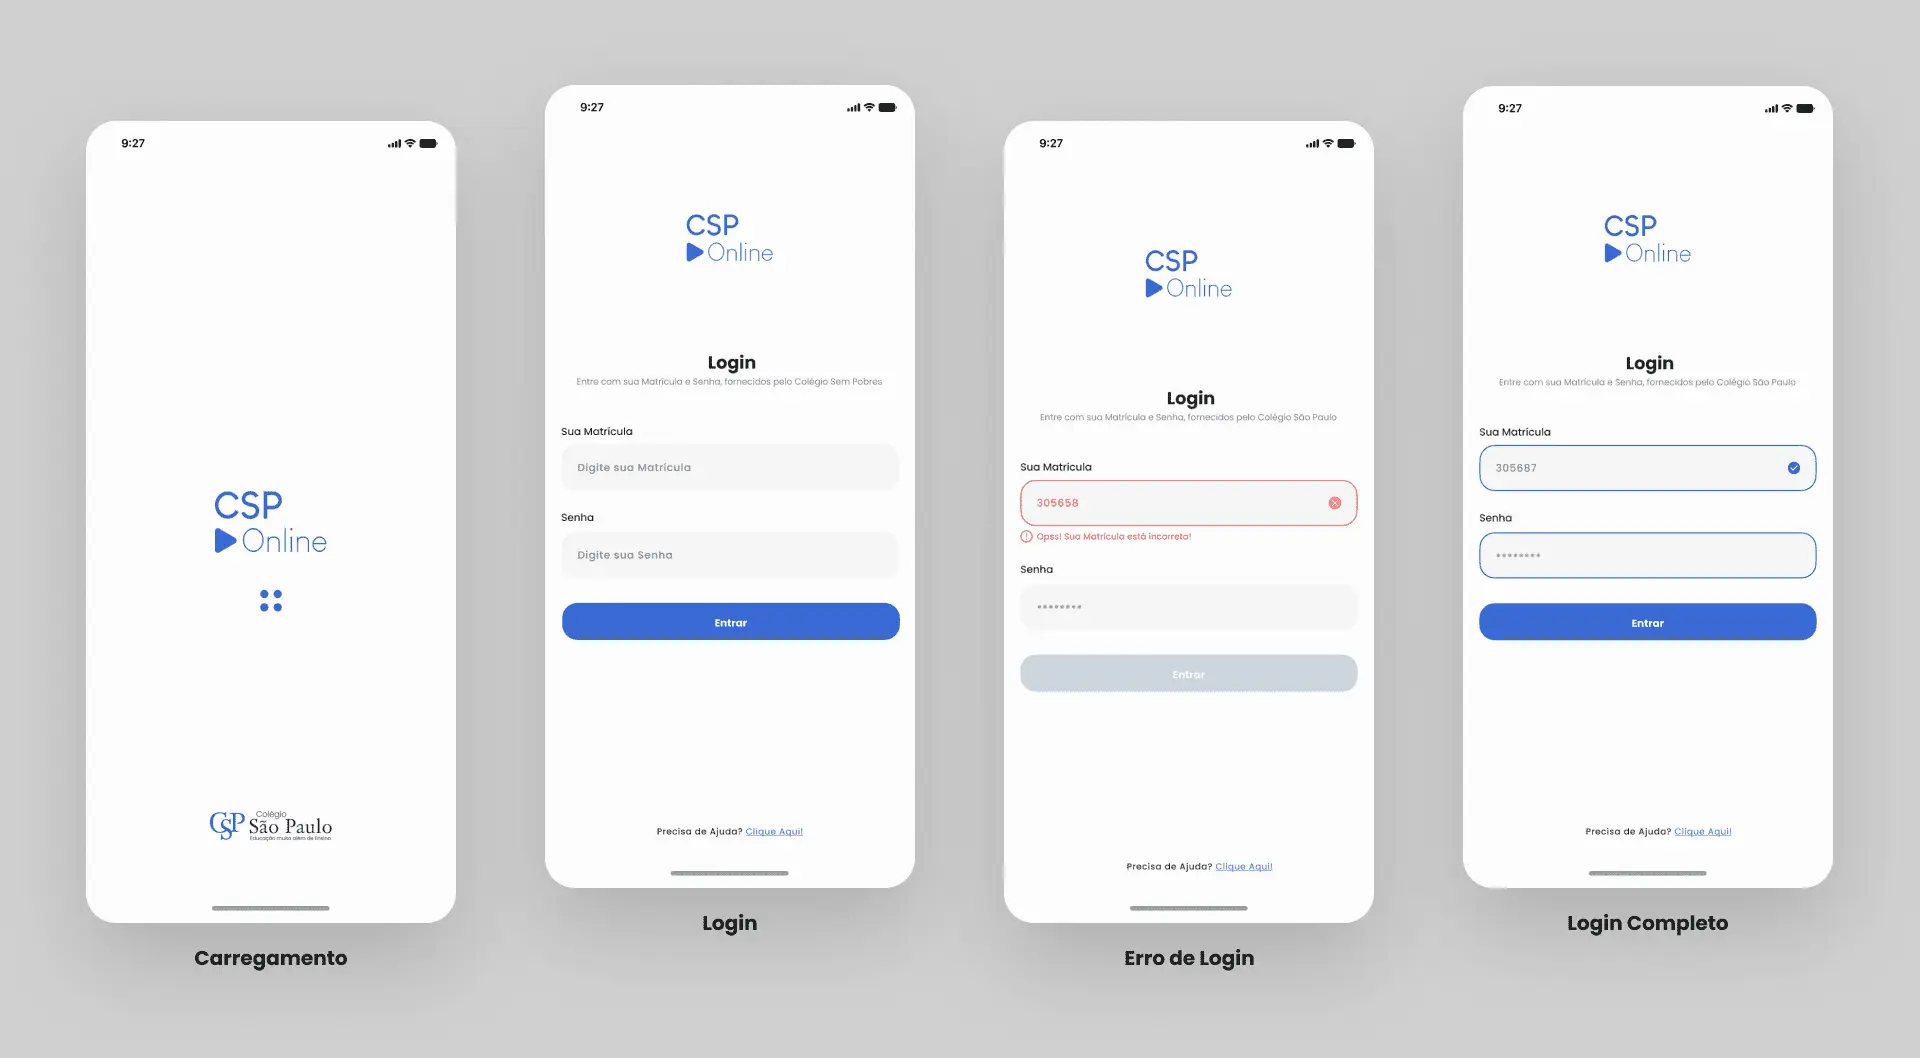 9:27
CSP
Online
CSP
Colégio
São Paulo
Educação muito além de Ensino
Carregamento
9:27
CSP
Online
Login
Entre com sua Matrícula e Senha, fornecidos pelo Colégio Sem Pobres
Sua Matrícula
Digite sua Matrícula
Senha
Digite sua Senha
Entrar
Precisa de Ajuda? Clique Aqui!
Login
9:27
CSP
Online
Login
Entre com sua Matrícula e Senha, fornecidos pelo Colégio São Paulo
Sua Matrícula
305658
Opss! Sua Matrícula está incorreta!
Senha
********
Entrar
Precisa de Ajuda? Clique Aqui!
Erro de Login
9:27
CSP
Online
Login
Entre com sua Matrícula e Senha, fornecidos pelo Colégio São Paulo
Sua Matrícula
305687
Senha
********
Entrar
Precisa de Ajuda? Clique Aqui!
Login Completo